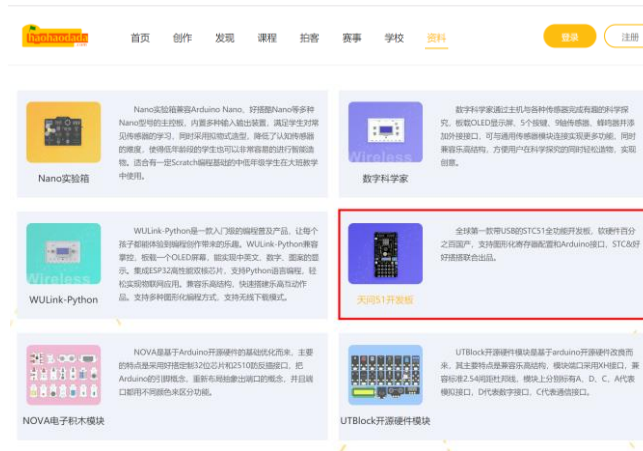 haohaodada
首页 创作 发现 课程 拍客 赛事 学校 资料
登录 注册
Nano实验箱兼容Arduino Nano、好搭Nano等多种
Nano型号的主控板，内置多种输入输出装置，满足学生对常
见传感器的学习，同时采用拟物式造型，降低了认知传感器
的难度，使得低年龄段的学生也可以非常容易的进行智能造
物。适合有一定Scratch编程基础的中低年级学生在大班教学
中使用。
Nano实验箱
数字科学家通过主机与各种传感器完成有趣的科学探
究，板载OLED显示屏、5个按键、9轴传感器、蜂鸣器并添
加外接接口，可与通用传感器模块连接实现更多功能，同时
兼容乐高结构，方便用户在科学探究的同时轻松造物，实现
创意。
Wireless
数字科学家
WULink-Python是一款入门级的编程普及产品，让每个
孩子都能体验到编程创作带来的乐趣。WULink-Python兼容
掌控，板载一个OLED屏幕，能实现中英文、数字、图案的显
示。集成ESP32高性能双核芯片，支持Python语言编程，轻
松实现物联网应用。兼容乐高结构，快速搭建乐高互动作
品。支持多种图形化编程方式，支持无线下载模式。
Wireless
WULink-Python
全球第一款带USB的STC51全功能开发板，软硬件百分
之百国产，支持图形化寄存器配置和Arduino接口，STC&好
好搭搭联合出品。
天问51开发板
NOVA是基于Arduino开源硬件的基础优化而来，主要
的特点是采用好搭定制32位芯片和2510防反插接口，把
Arduino的引脚概念，重新布局抽象出端口的概念，并且端
口都用不同颜色来区分功能。
NOVA电子积木模块
UTBlock开源硬件模块是基于arduino开源硬件改良而
来，其主要特点是兼容乐高结构，模块端口采用XH接口，兼
容标准2.54间距杜邦线，模块上分别标有A、D、C，A代表
模拟接口，D代表数字接口，C代表通信接口。
UTBlock开源硬件模块